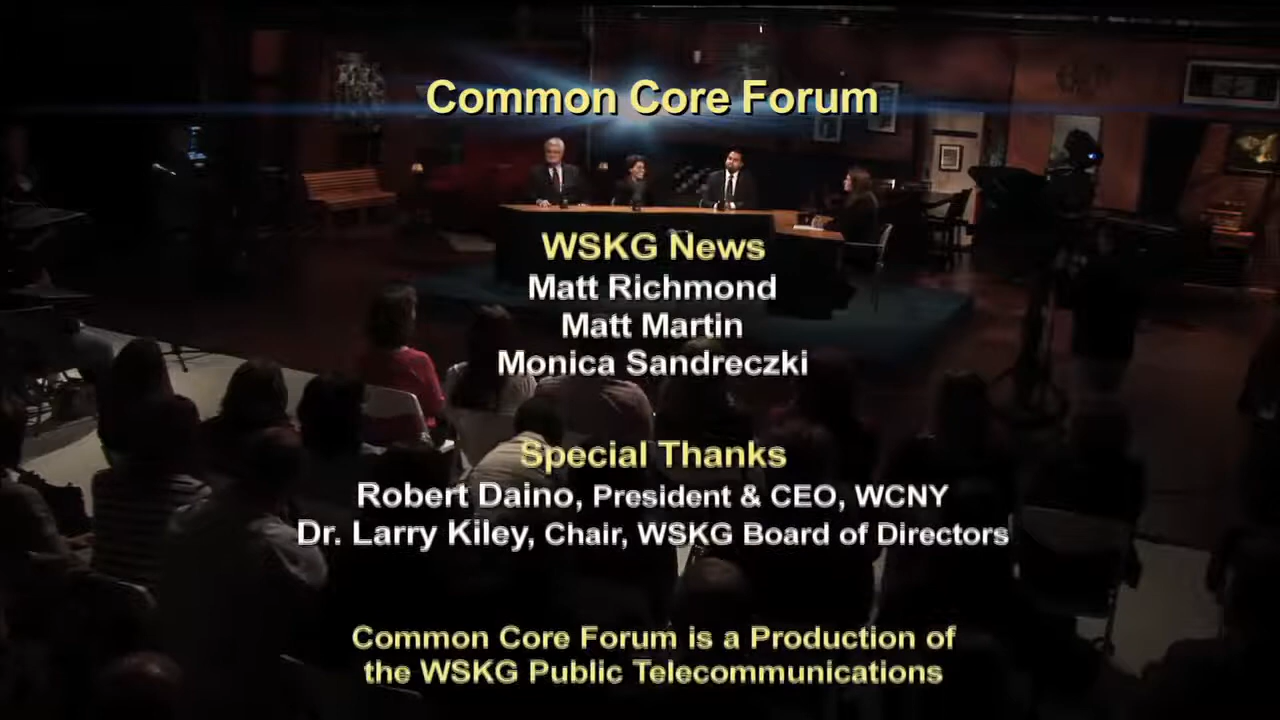 Common Core Forum
WSKG News
Matt Richmond
Matt Martin
Monica Sandreczki
Special Thanks
Robert Daino, President & CEO, WCNY
Dr. Larry Kiley, Chair, WSKG Board of Directors
Common Core Forum is a Production of
the WSKG Public Telecommunications